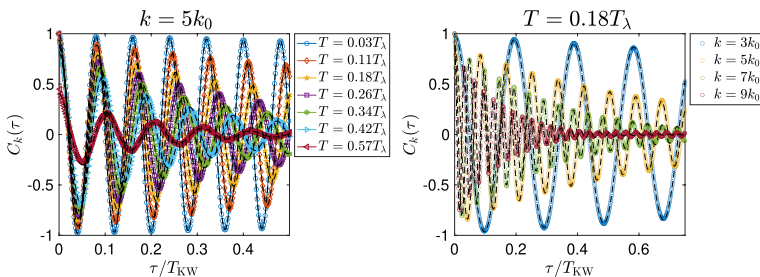 k = 5k₀
C_k(τ)
1
0.5
0
-0.5
-1
0 0.1 0.2 0.3 0.4
τ/T_KW
T = 0.03T_λ
T = 0.11T_λ
T = 0.18T_λ
T = 0.26T_λ
T = 0.34T_λ
T = 0.42T_λ
T = 0.57T_λ
T = 0.18T_λ
C_k(τ)
1
0.5
0
-0.5
-1
0 0.2 0.4 0.6
τ/T_KW
k = 3k₀
k = 5k₀
k = 7k₀
k = 9k₀